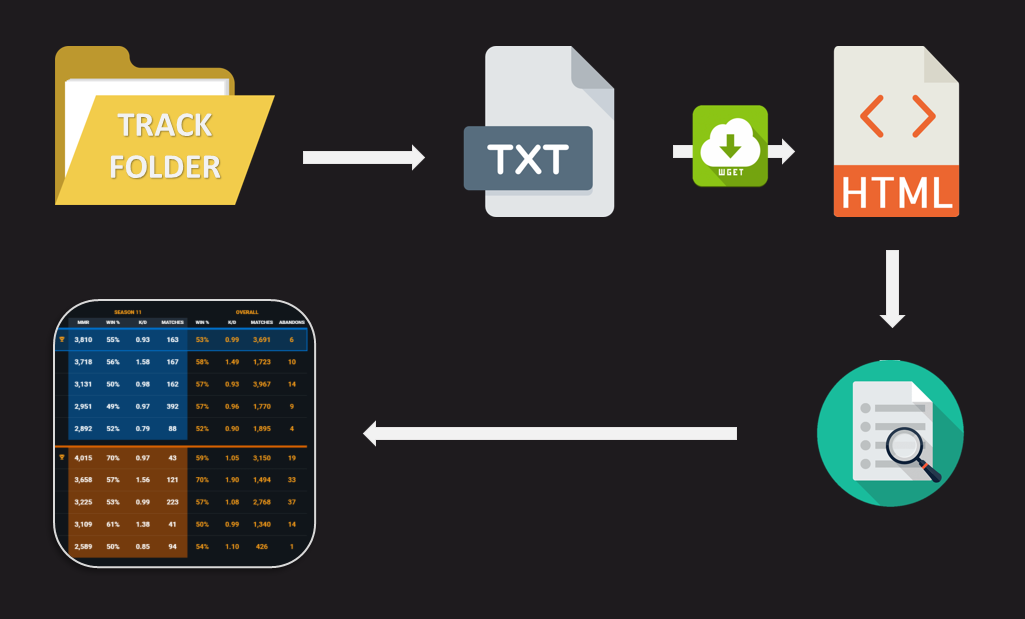 TRACK
FOLDER
TXT
WGET
HTML
SEASON 11 OVERALL
MMR WIN % K/D MATCHES WIN % K/D MATCHES ABANDONS
3,810 55% 0.93 163 53% 0.99 3,691 6
3,718 56% 1.58 167 58% 1.49 1,723 10
3,131 50% 0.98 162 57% 0.93 3,967 14
2,951 49% 0.97 392 57% 0.96 1,770 9
2,892 52% 0.79 88 52% 0.90 1,895 4
4,015 70% 0.97 43 59% 1.05 3,150 19
3,658 57% 1.56 121 70% 1.90 1,494 33
3,225 53% 0.99 223 57% 1.08 2,768 37
3,109 61% 1.38 41 50% 0.99 1,340 14
2,589 50% 0.85 94 54% 1.10 426 1